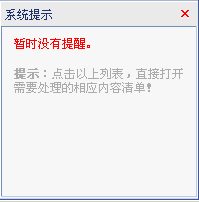 系统提示
暂时没有提醒。
提示：点击以上列表，直接打开
需要处理的相应内容清单！